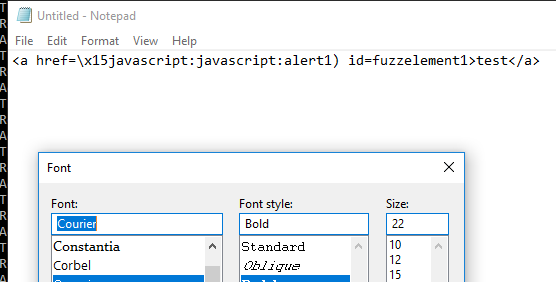 T
R
A
T
R
A
T
R
A
T
R
A
T
R
A
T
R
A
Untitled - Notepad
File Edit Format View Help
<a href=\x15javascript:javascript:alert1) id=fuzzelement1>test</a>
Font
Font: Font style: Size:
Courier Bold 22
Constantia Standard 10
Corbel Oblique 12
15